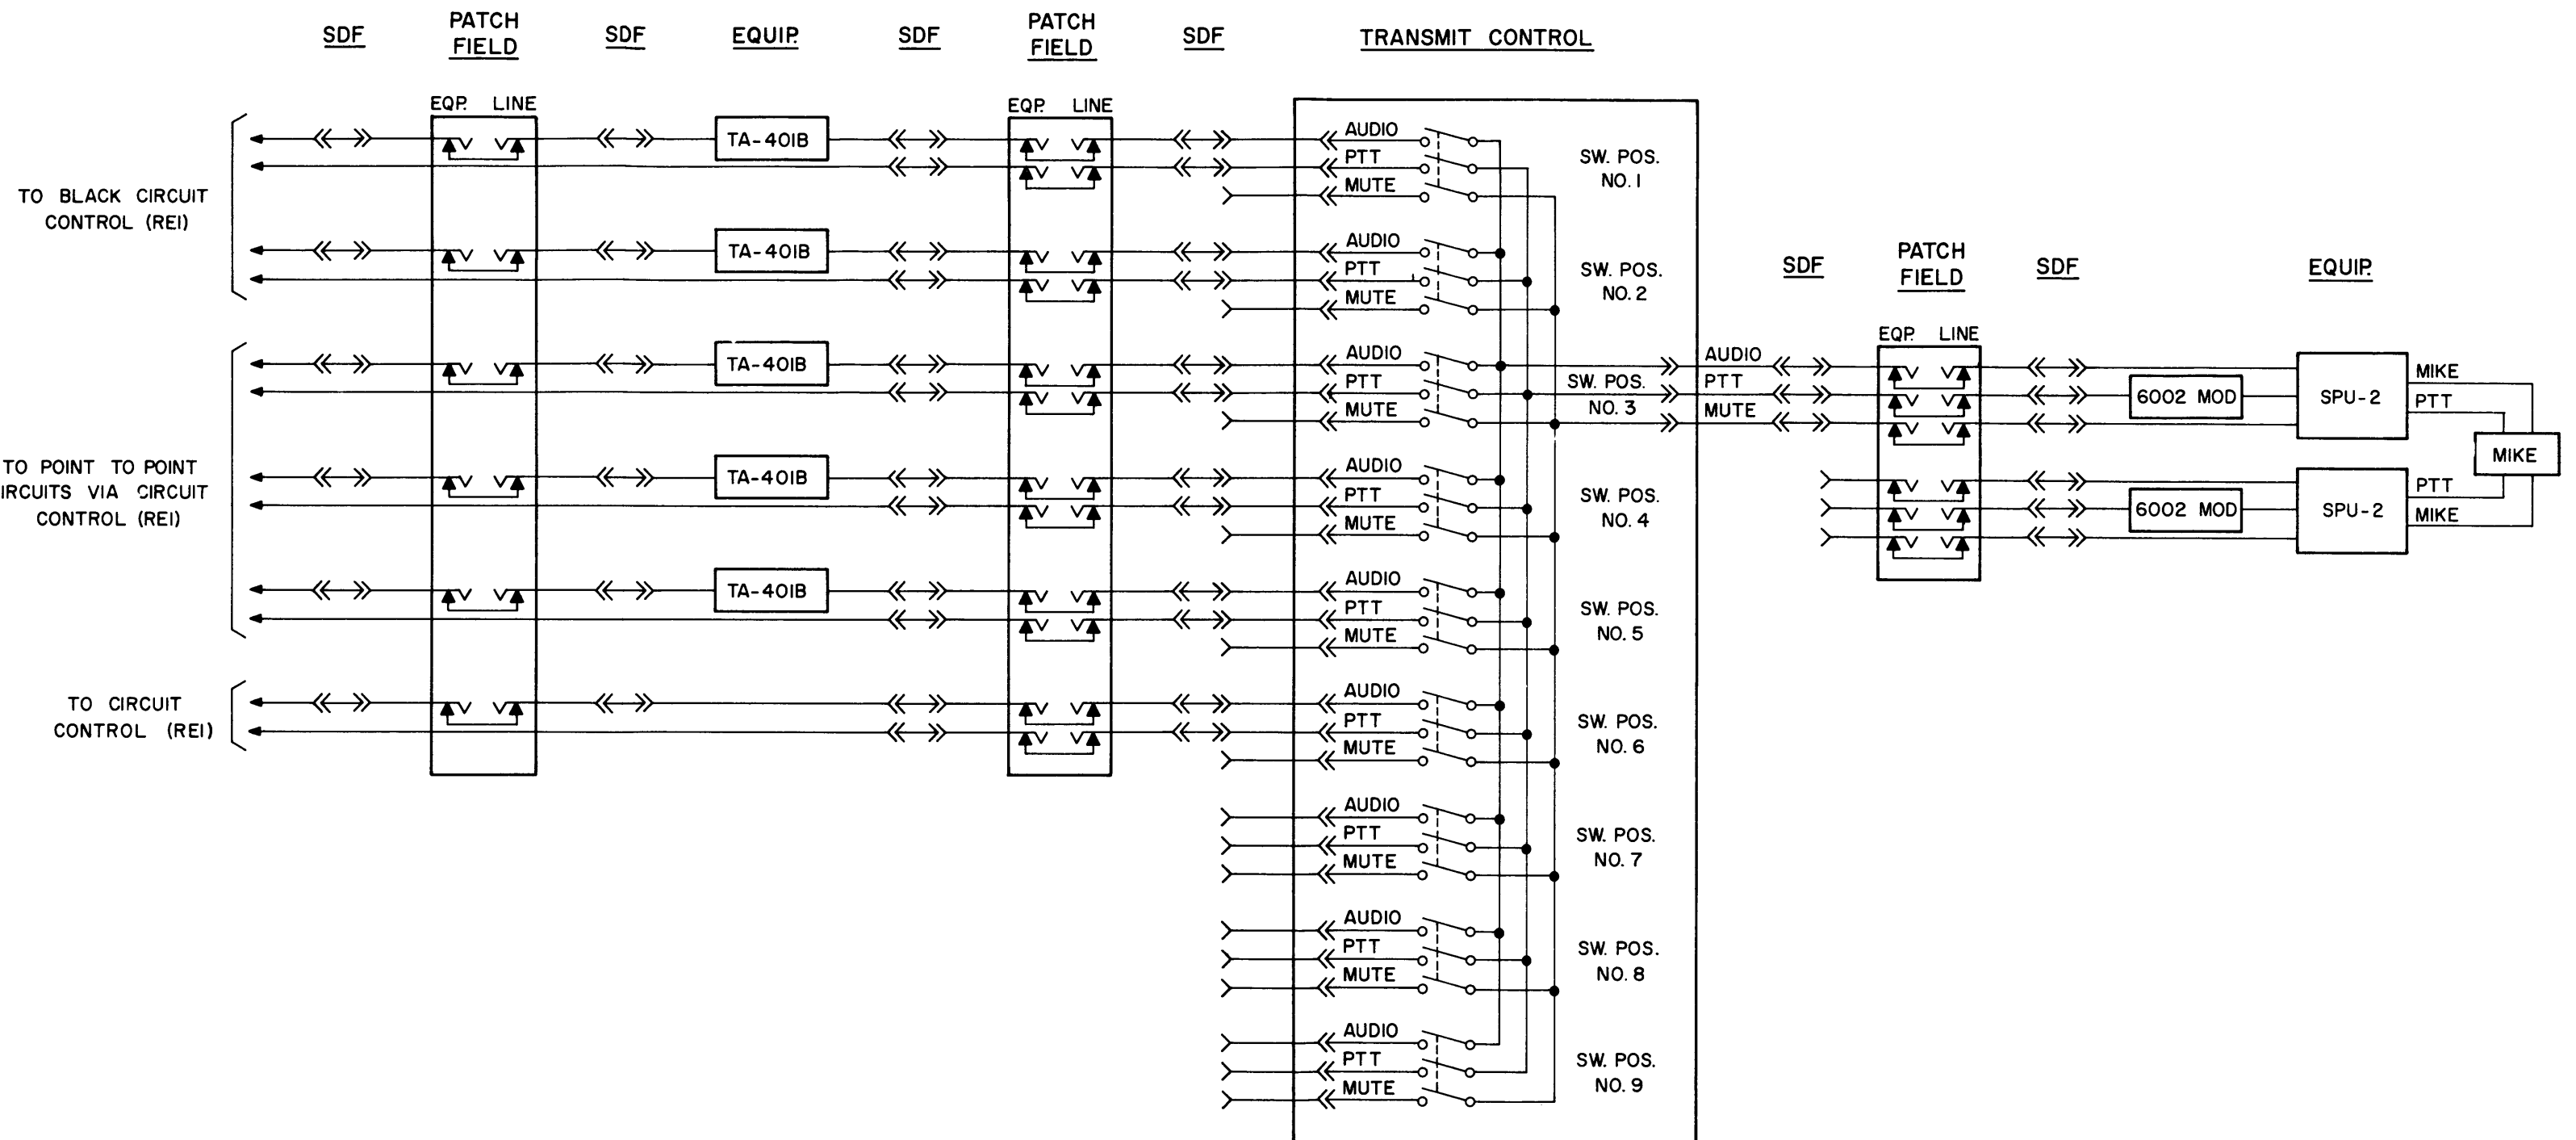 SDF
PATCH
FIELD
SDF
EQUIP.
SDF
PATCH
FIELD
SDF
TRANSMIT CONTROL
EQP. LINE
EQP. LINE
TO BLACK CIRCUIT
CONTROL (REI)
TA-401B
AUDIO
PTT
MUTE
SW. POS.
NO. 1
TA-401B
AUDIO
PTT
MUTE
SW. POS.
NO. 2
TO POINT TO POINT
IRCUITS VIA CIRCUIT
CONTROL (REI)
TA-401B
AUDIO
PTT
MUTE
SW. POS.
NO. 3
TA-401B
AUDIO
PTT
MUTE
SW. POS.
NO. 4
TA-401B
AUDIO
PTT
MUTE
SW. POS.
NO. 5
TO CIRCUIT
CONTROL (REI)
AUDIO
PTT
MUTE
SW. POS.
NO. 6
AUDIO
PTT
MUTE
SW. POS.
NO. 7
AUDIO
PTT
MUTE
SW. POS.
NO. 8
AUDIO
PTT
MUTE
SW. POS.
NO. 9
SDF
PATCH
FIELD
SDF
EQUIP.
EQP. LINE
AUDIO
PTT
MUTE
6002 MOD
SPU-2
MIKE
PTT
MIKE
6002 MOD
SPU-2
PTT
MIKE